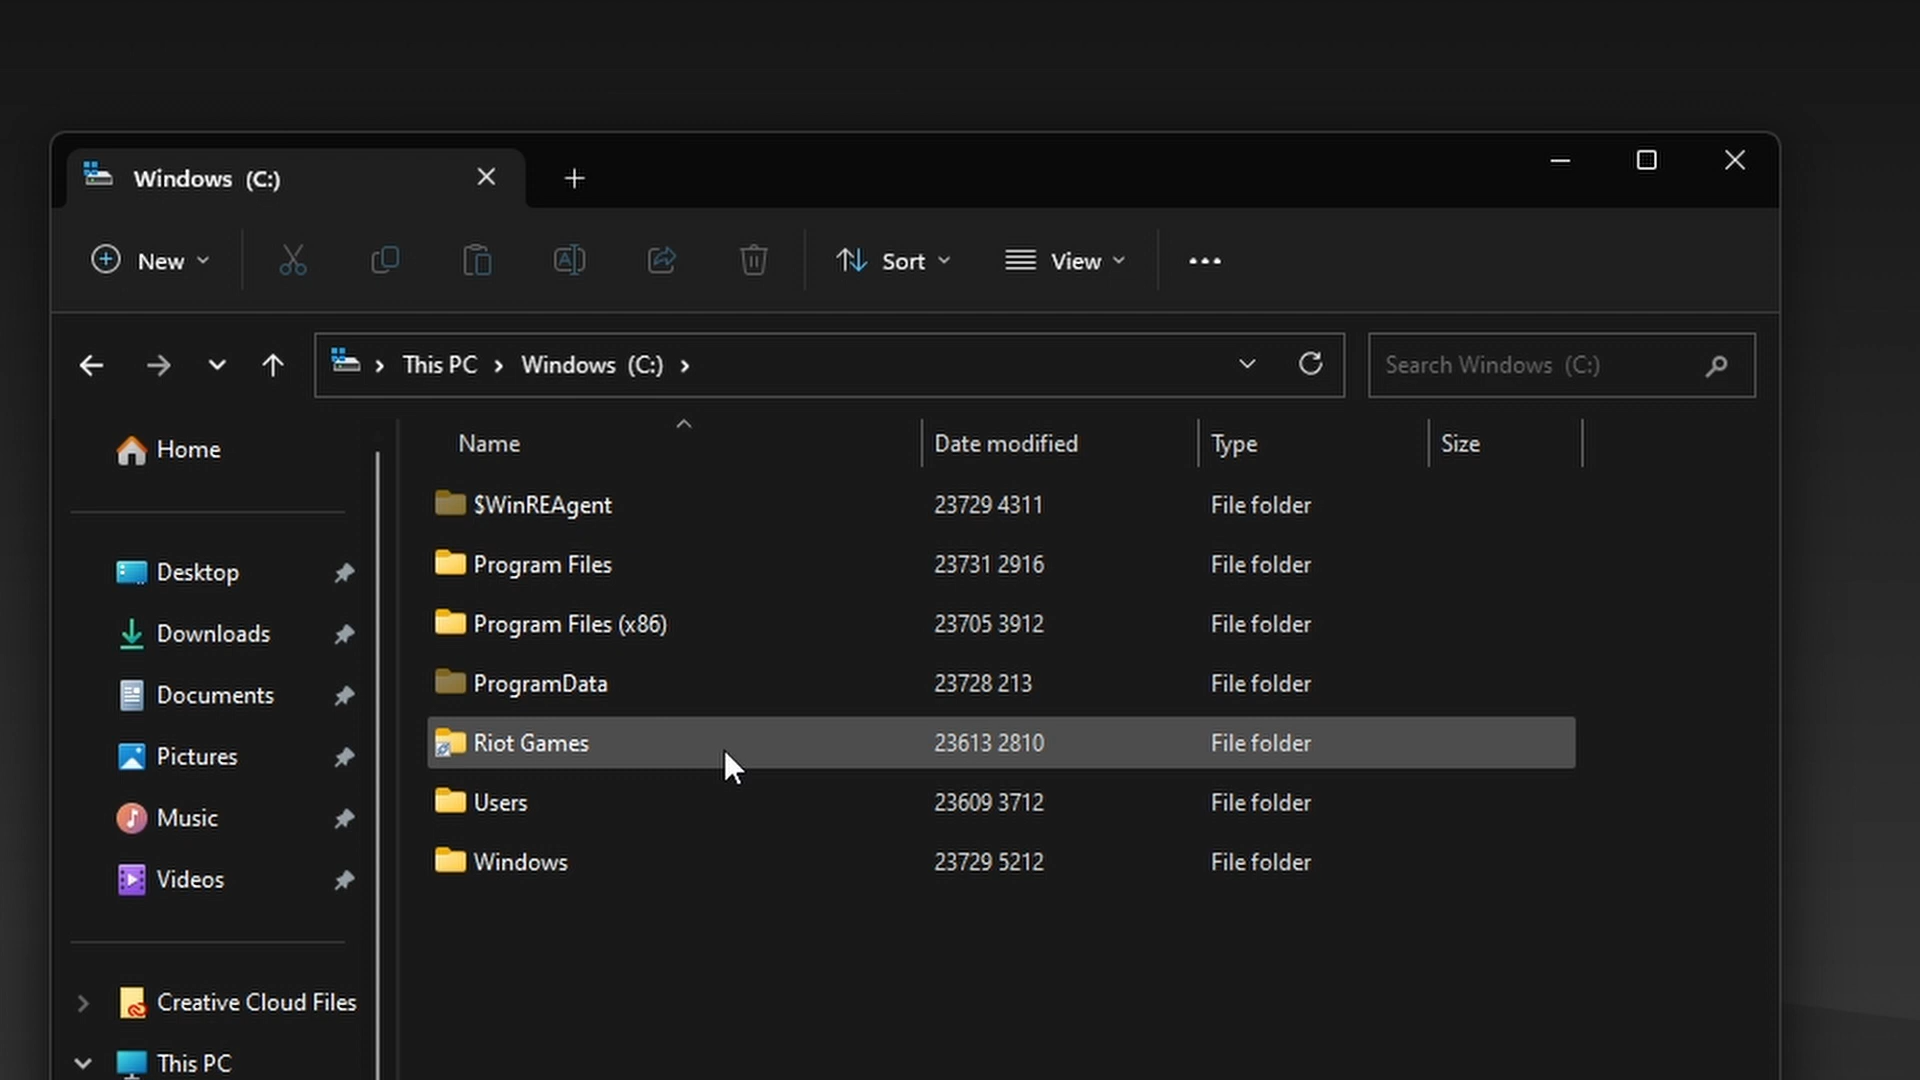 Windows (C:)
New
Sort
View
This PC
Windows (C:)
Search Windows (C:)
Home
Desktop
Downloads
Documents
Pictures
Music
Videos
Creative Cloud Files
This PC
Name Date modified Type Size
$WinREAgent 23729 4311 File folder
Program Files 23731 2916 File folder
Program Files (x86) 23705 3912 File folder
ProgramData 23728 213 File folder
Riot Games 23613 2810 File folder
Users 23609 3712 File folder
Windows 23729 5212 File folder